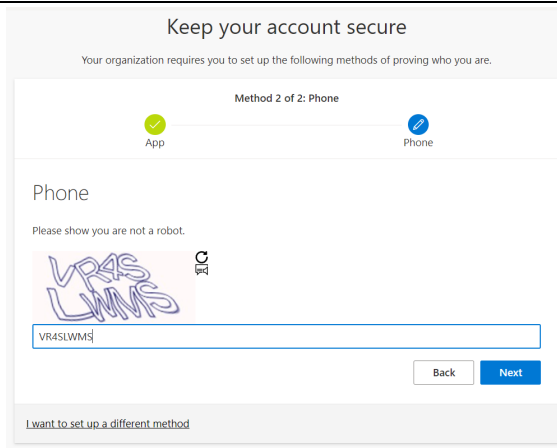 Keep your account secure
Your organization requires you to set up the following methods of proving who you are.
Method 2 of 2: Phone
App
Phone
Phone
Please show you are not a robot.
VR4SLWMS
Back
Next
I want to set up a different method